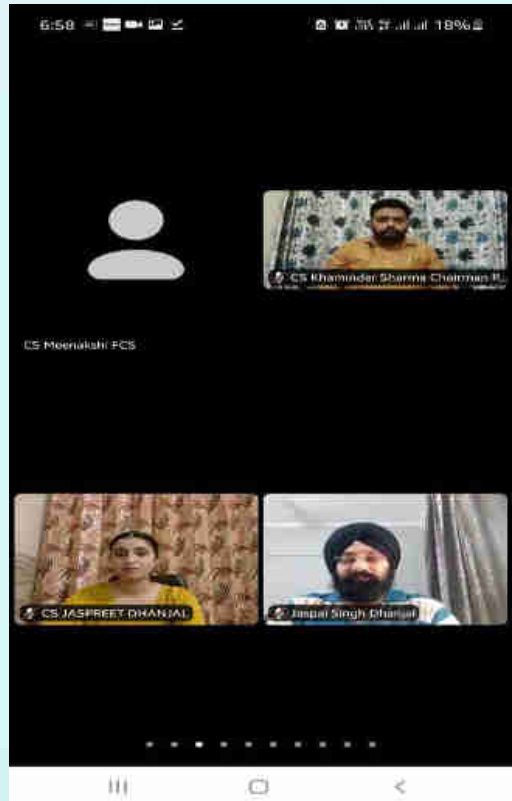 6:58
18%
CS Khaminder Sharma Chairman
CS Meenakshi FCS
CS JASPREET DHANJAL
Jaspal Singh Dhanjal